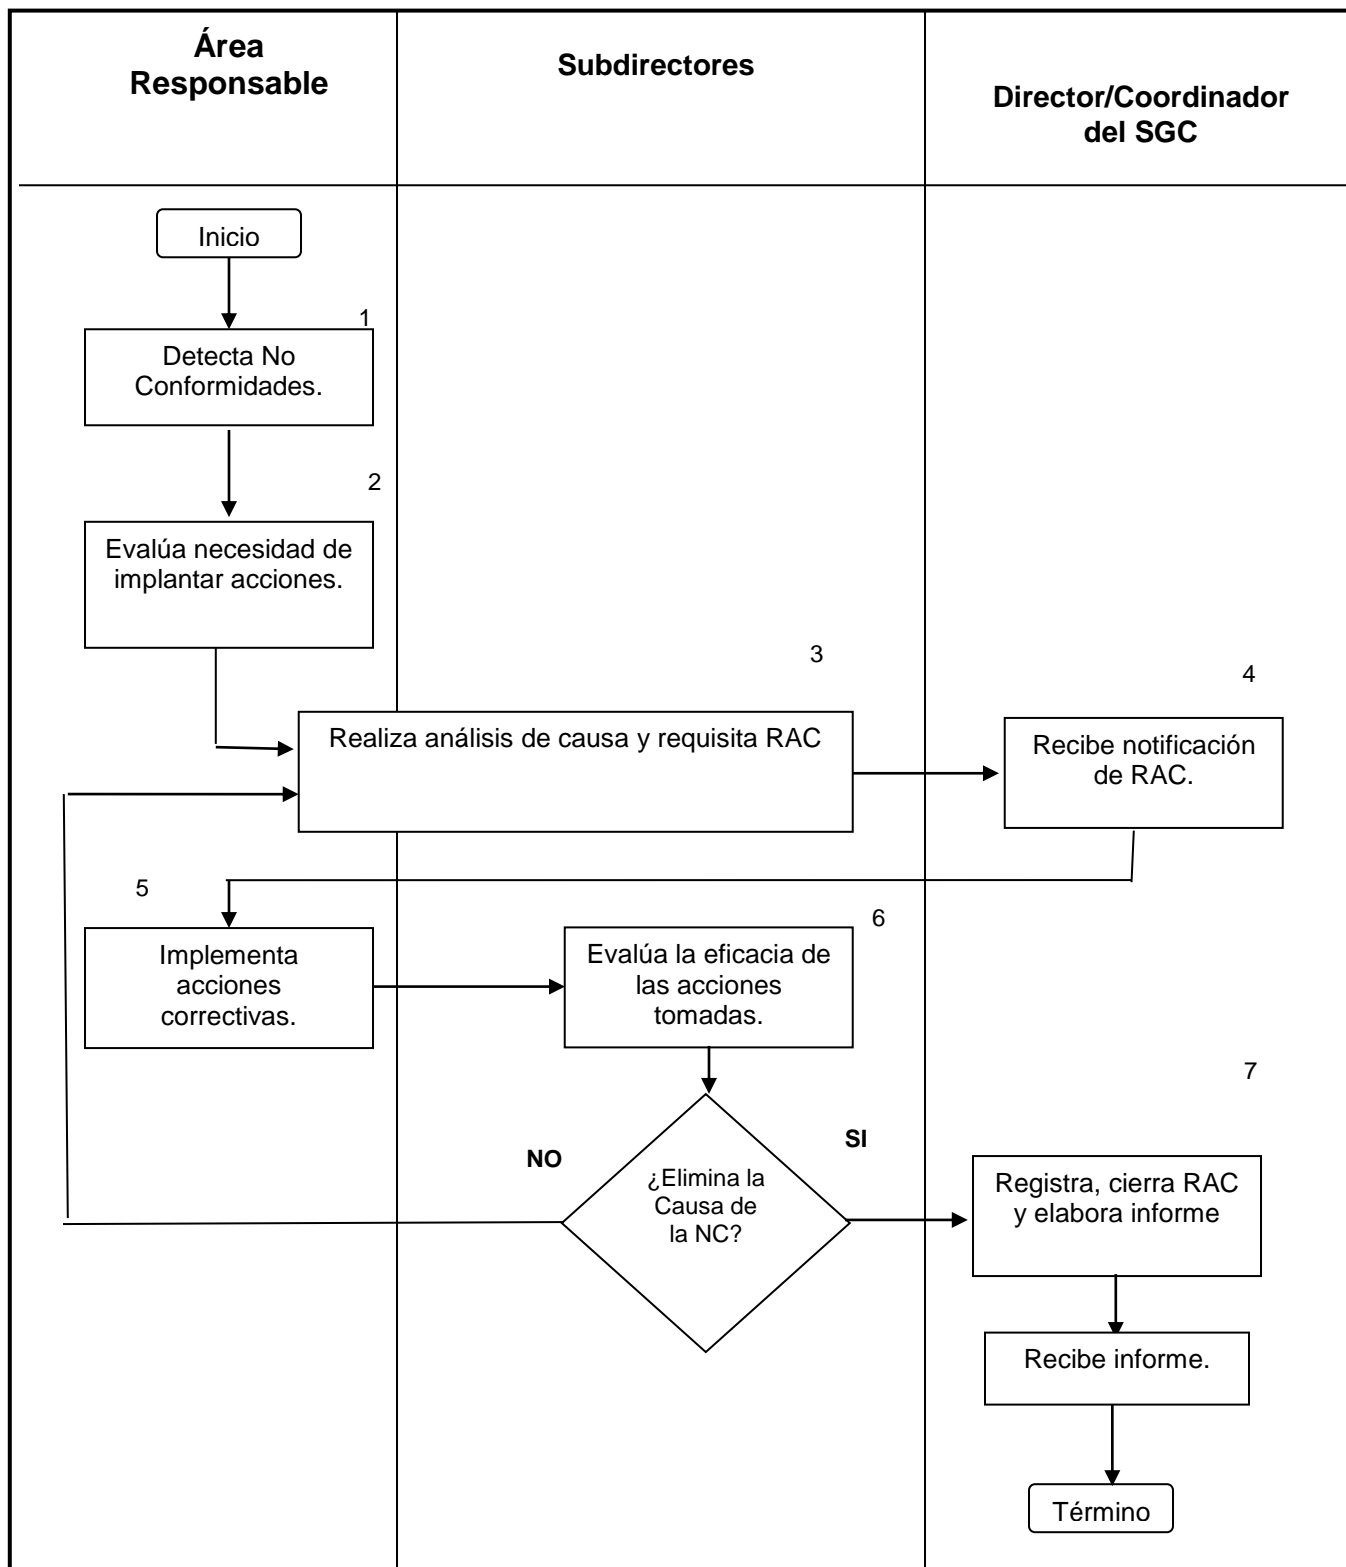 Área
Responsable
Subdirectores
Director/Coordinador
del SGC
Inicio
1
Detecta No
Conformidades.
2
Evalúa necesidad de
implantar acciones.
3
Realiza análisis de causa y requisita RAC
4
Recibe notificación
de RAC.
5
Implementa
acciones
correctivas.
6
Evalúa la eficacia de
las acciones
tomadas.
¿Elimina la
Causa de
la NC?
NO
SI
7
Registra, cierra RAC
y elabora informe
Recibe informe.
Término